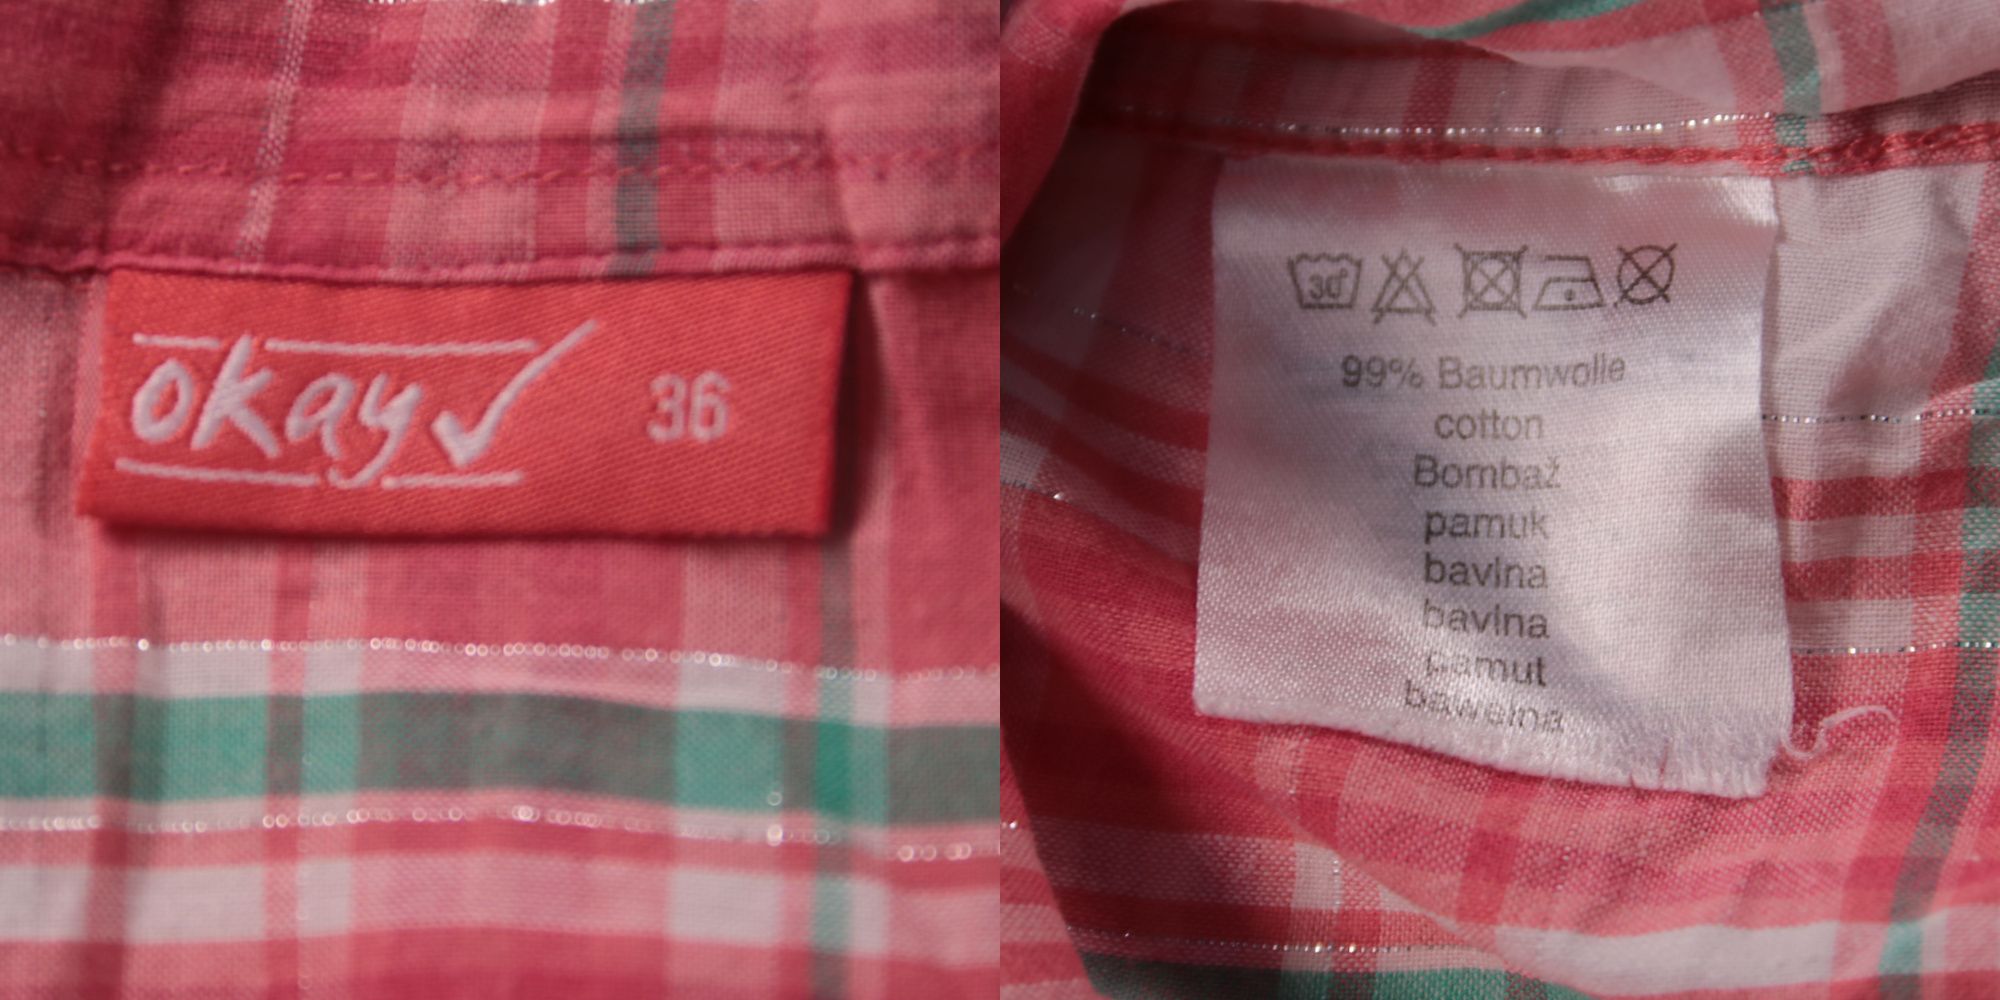 okay 36
30°
99% Baumwolle
cotton
Bombaž
pamuk
bavlna
bavlna
pamut
bawełna